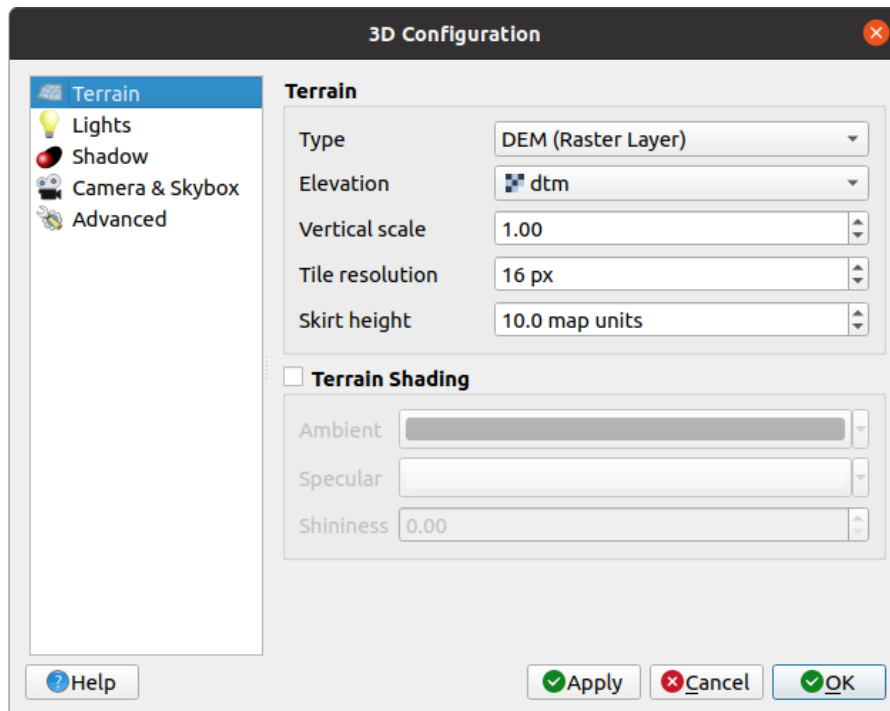 3D Configuration
Terrain
Lights
Shadow
Camera & Skybox
Advanced
Terrain
Type DEM (Raster Layer)
Elevation dtm
Vertical scale 1.00
Tile resolution 16 px
Skirt height 10.0 map units
Terrain Shading
Ambient
Specular
Shininess 0.00
Help Apply Cancel OK